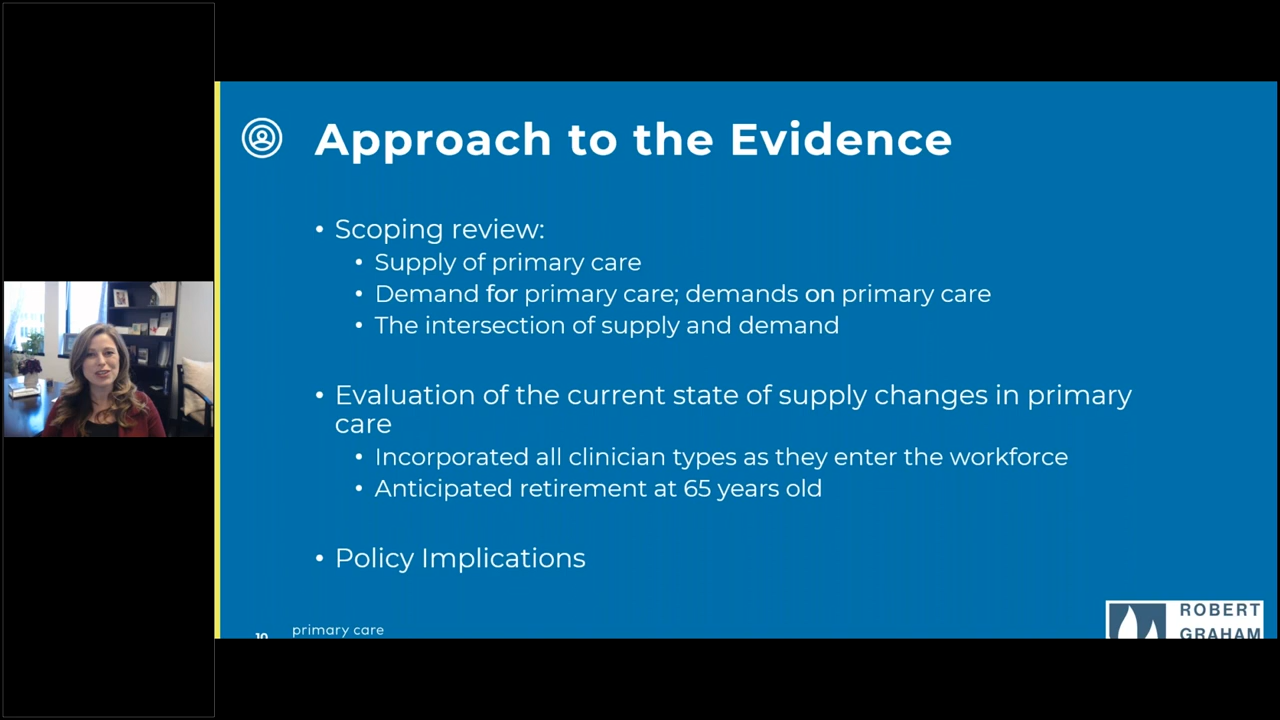 Approach to the Evidence
• Scoping review:
• Supply of primary care
• Demand for primary care; demands on primary care
• The intersection of supply and demand
• Evaluation of the current state of supply changes in primary
care
• Incorporated all clinician types as they enter the workforce
• Anticipated retirement at 65 years old
• Policy Implications
10
primary care
ROBERT
GRAHAM